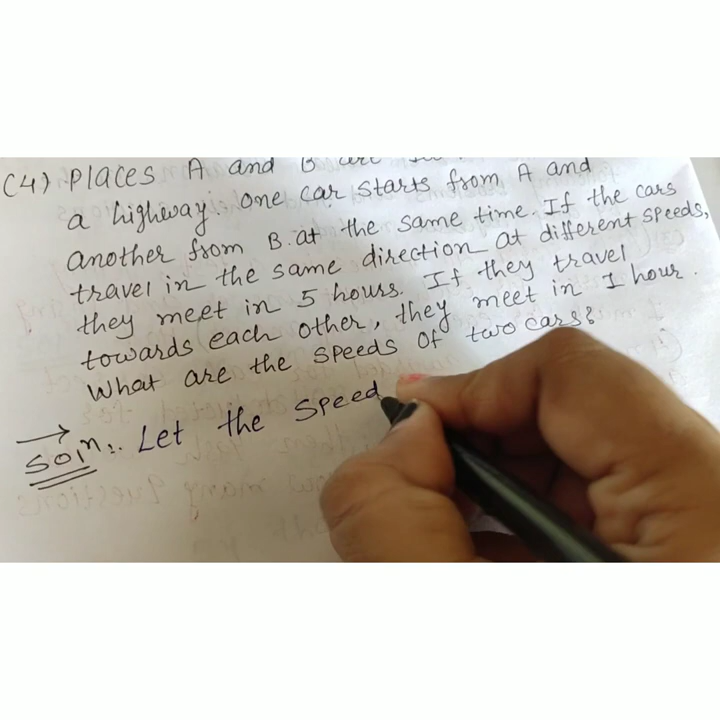 (4) Places A and B are
a highway. One car starts from A and
another from B at the same time. If the cars
travel in the same direction at different speeds,
they meet in 5 hours. If they travel
towards each other, they meet in 1 hour.
What are the speeds of two cars?
Soln:. Let the speed